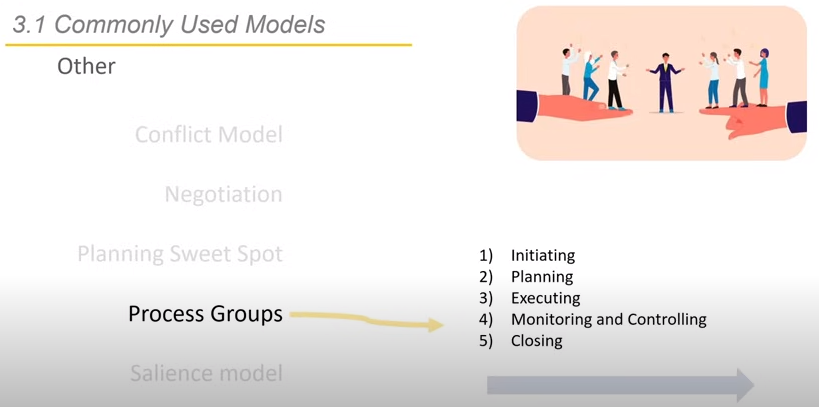 3.1 Commonly Used Models
Other
Conflict Model
Negotiation
Planning Sweet Spot
Process Groups
Salience model
1) Initiating
2) Planning
3) Executing
4) Monitoring and Controlling
5) Closing